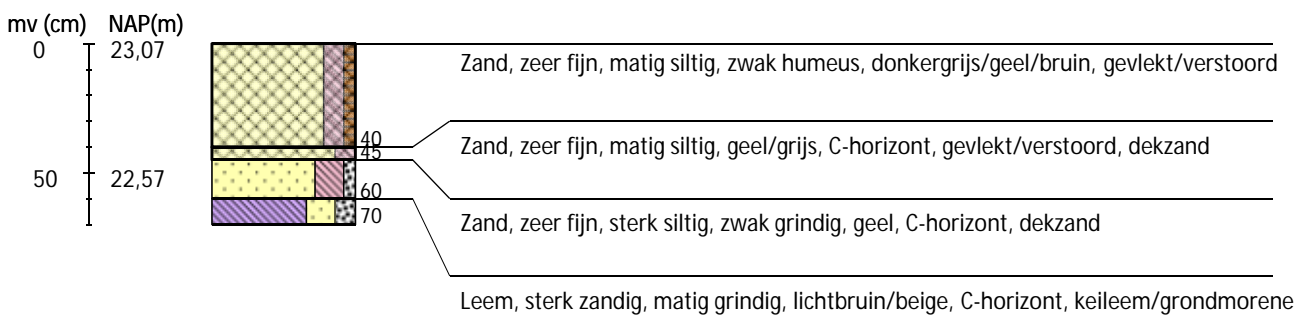 mv (cm) NAP(m)
0 23,07
Zand, zeer fijn, matig siltig, zwak humeus, donkergrijs/geel/bruin, gevlekt/verstoord
40
Zand, zeer fijn, matig siltig, geel/grijs, C-horizont, gevlekt/verstoord, dekzand
45
50 22,57
60
Zand, zeer fijn, sterk siltig, zwak grindig, geel, C-horizont, dekzand
70
Leem, sterk zandig, matig grindig, lichtbruin/beige, C-horizont, keileem/grondmorene